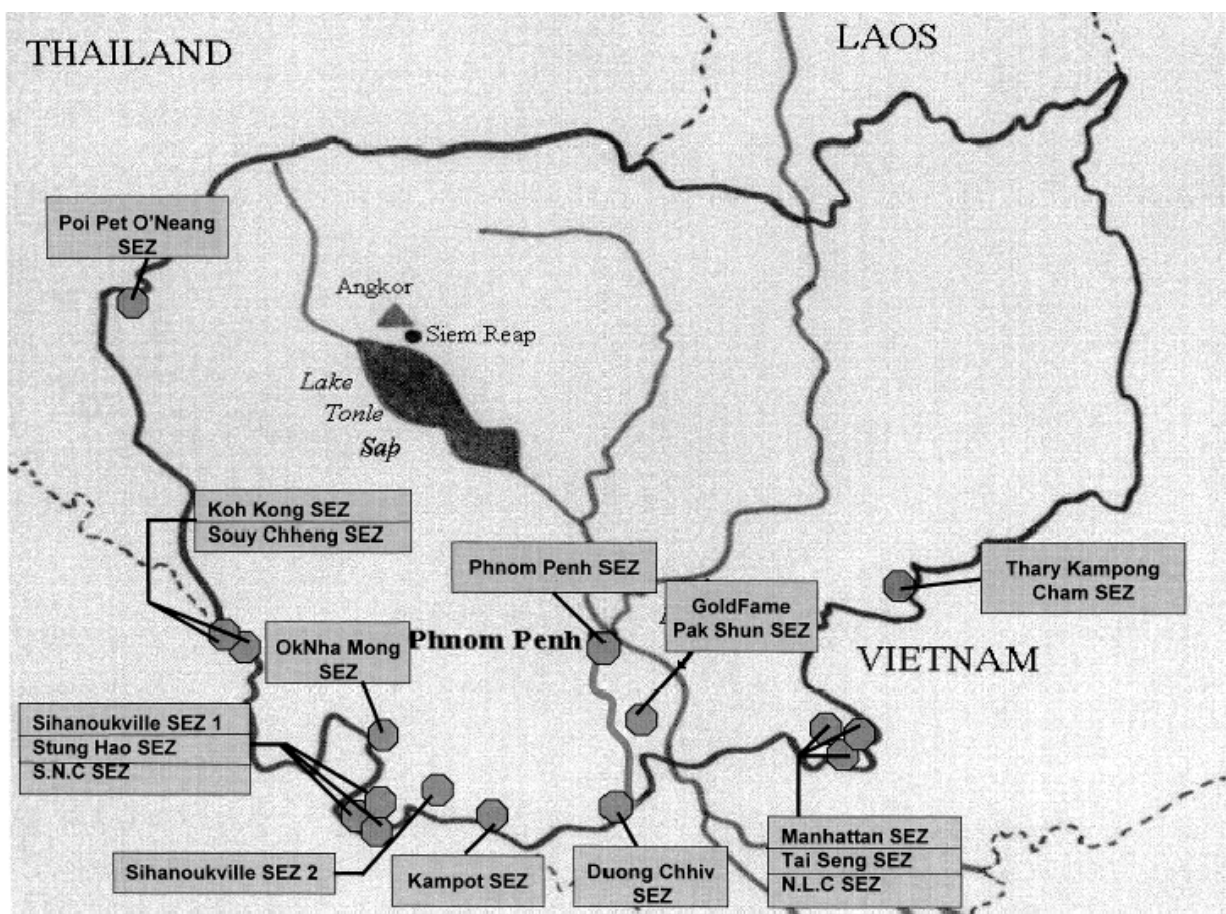 THAILAND
LAOS
Poi Pet O'Neang
SEZ
Angkor
Siem Reap
Lake
Tonle
Sap
Koh Kong SEZ
Souy Chheng SEZ
Phnom Penh SEZ
Thary Kampong
Cham SEZ
GoldFame
Pak Shun SEZ
OkNha Mong
SEZ
Phnom Penh
VIETNAM
Sihanoukville SEZ 1
Stung Hao SEZ
S.N.C SEZ
Sihanoukville SEZ 2
Kampot SEZ
Duong Chhiv
SEZ
Manhattan SEZ
Tai Seng SEZ
N.L.C SEZ